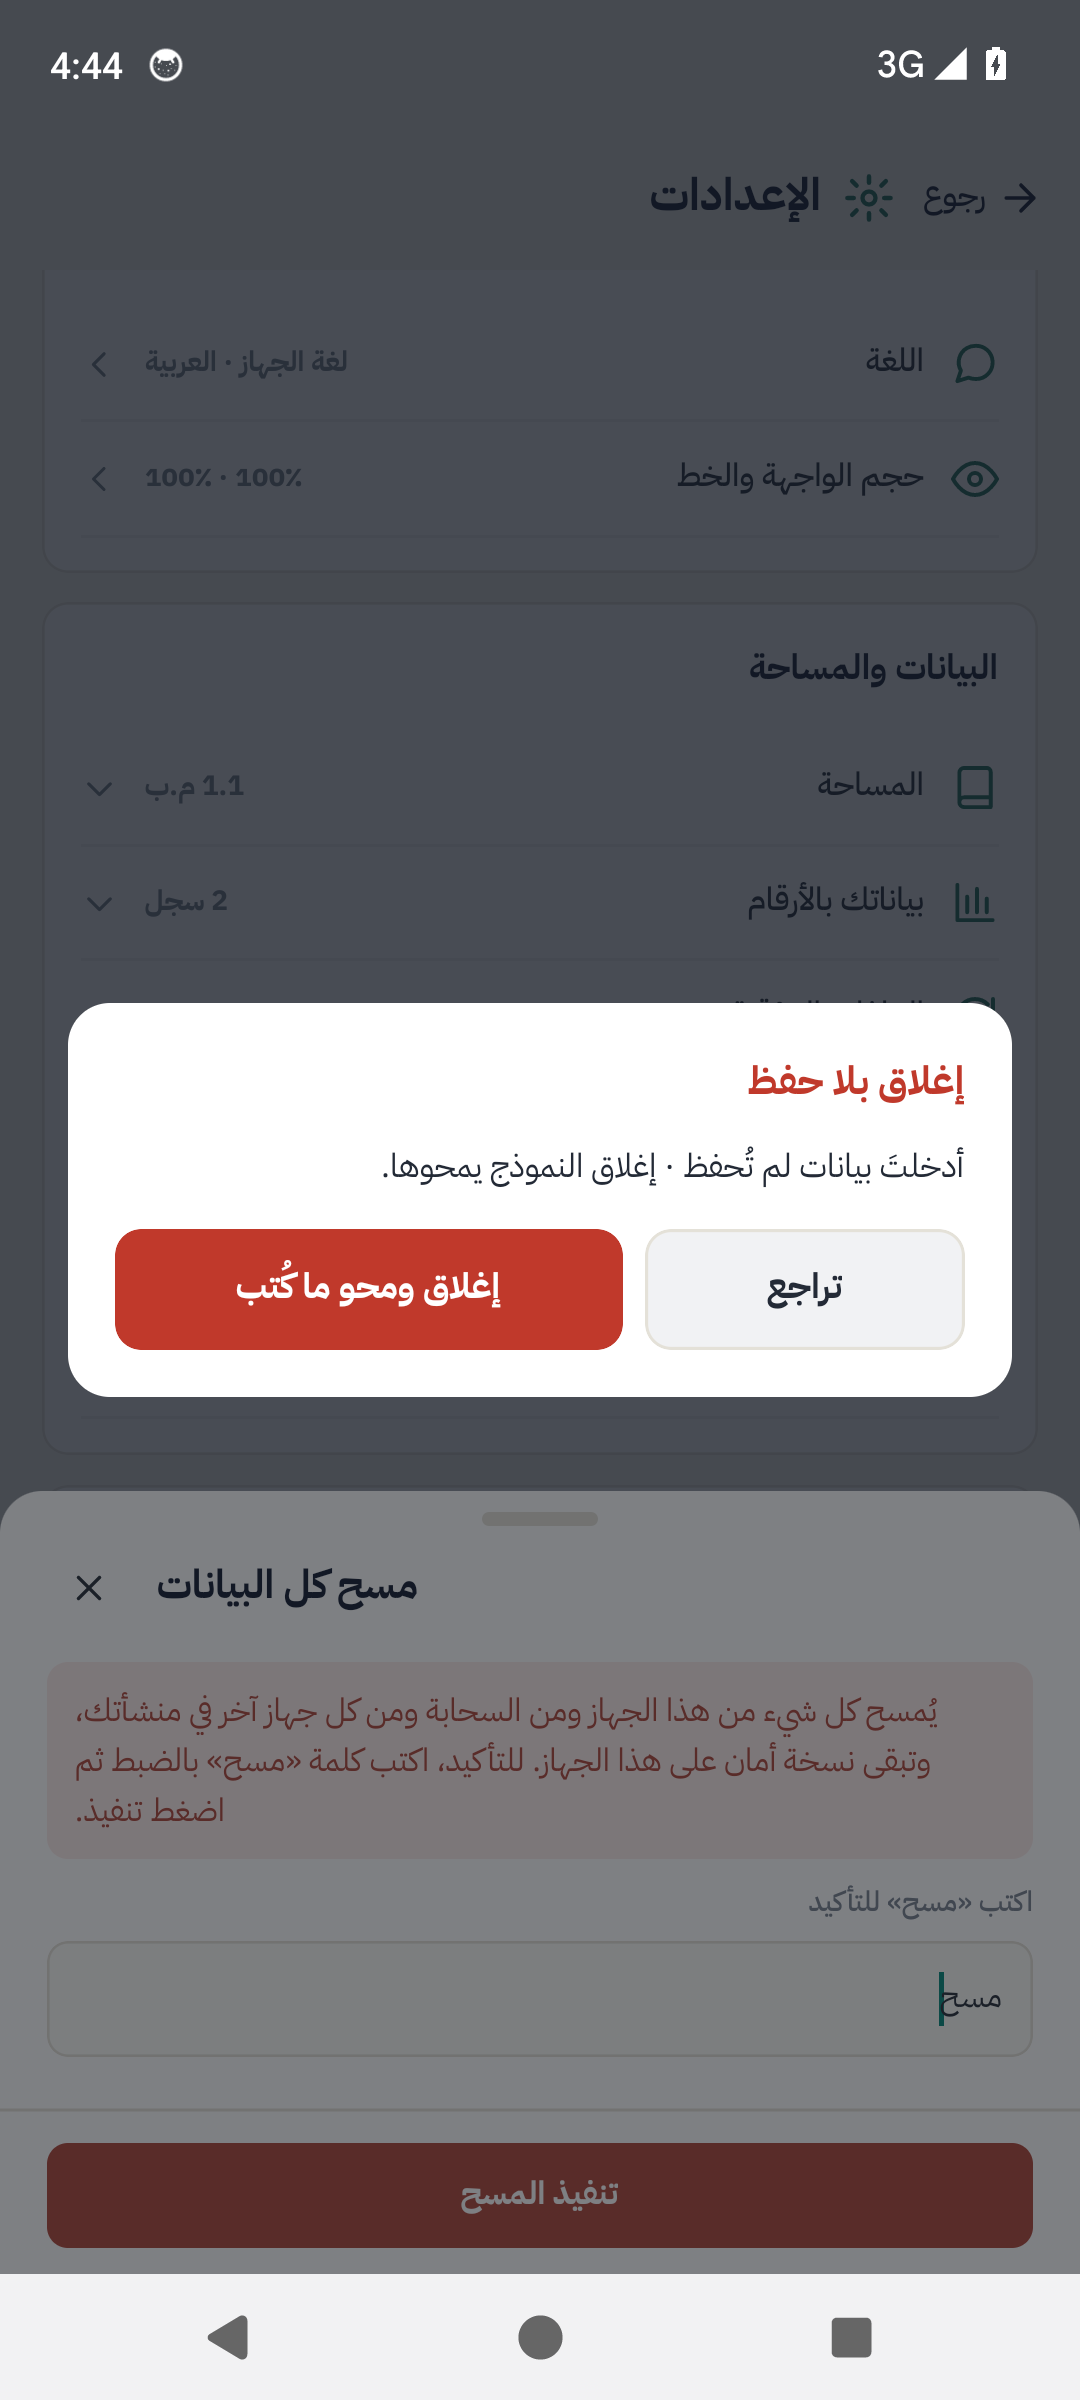 4:44
3G
رجوع
الإعدادات
اللغة
لغة الجهاز · العربية
حجم الواجهة والخط
100% · 100%
البيانات والمساحة
المساحة
1.1 م.ب
بياناتك بالأرقام
2 سجل
إغلاق بلا حفظ
أدخلتَ بيانات لم تُحفظ · إغلاق النموذج يمحوها.
تراجع
إغلاق ومحو ما كُتب
مسح كل البيانات
يُمسح كل شيء من هذا الجهاز ومن السحابة ومن كل جهاز آخر في منشأتك،
وتبقى نسخة أمان على هذا الجهاز. للتأكيد، اكتب كلمة «مسح» بالضبط ثم
اضغط تنفيذ.
اكتب «مسح» للتأكيد
مسح
تنفيذ المسح